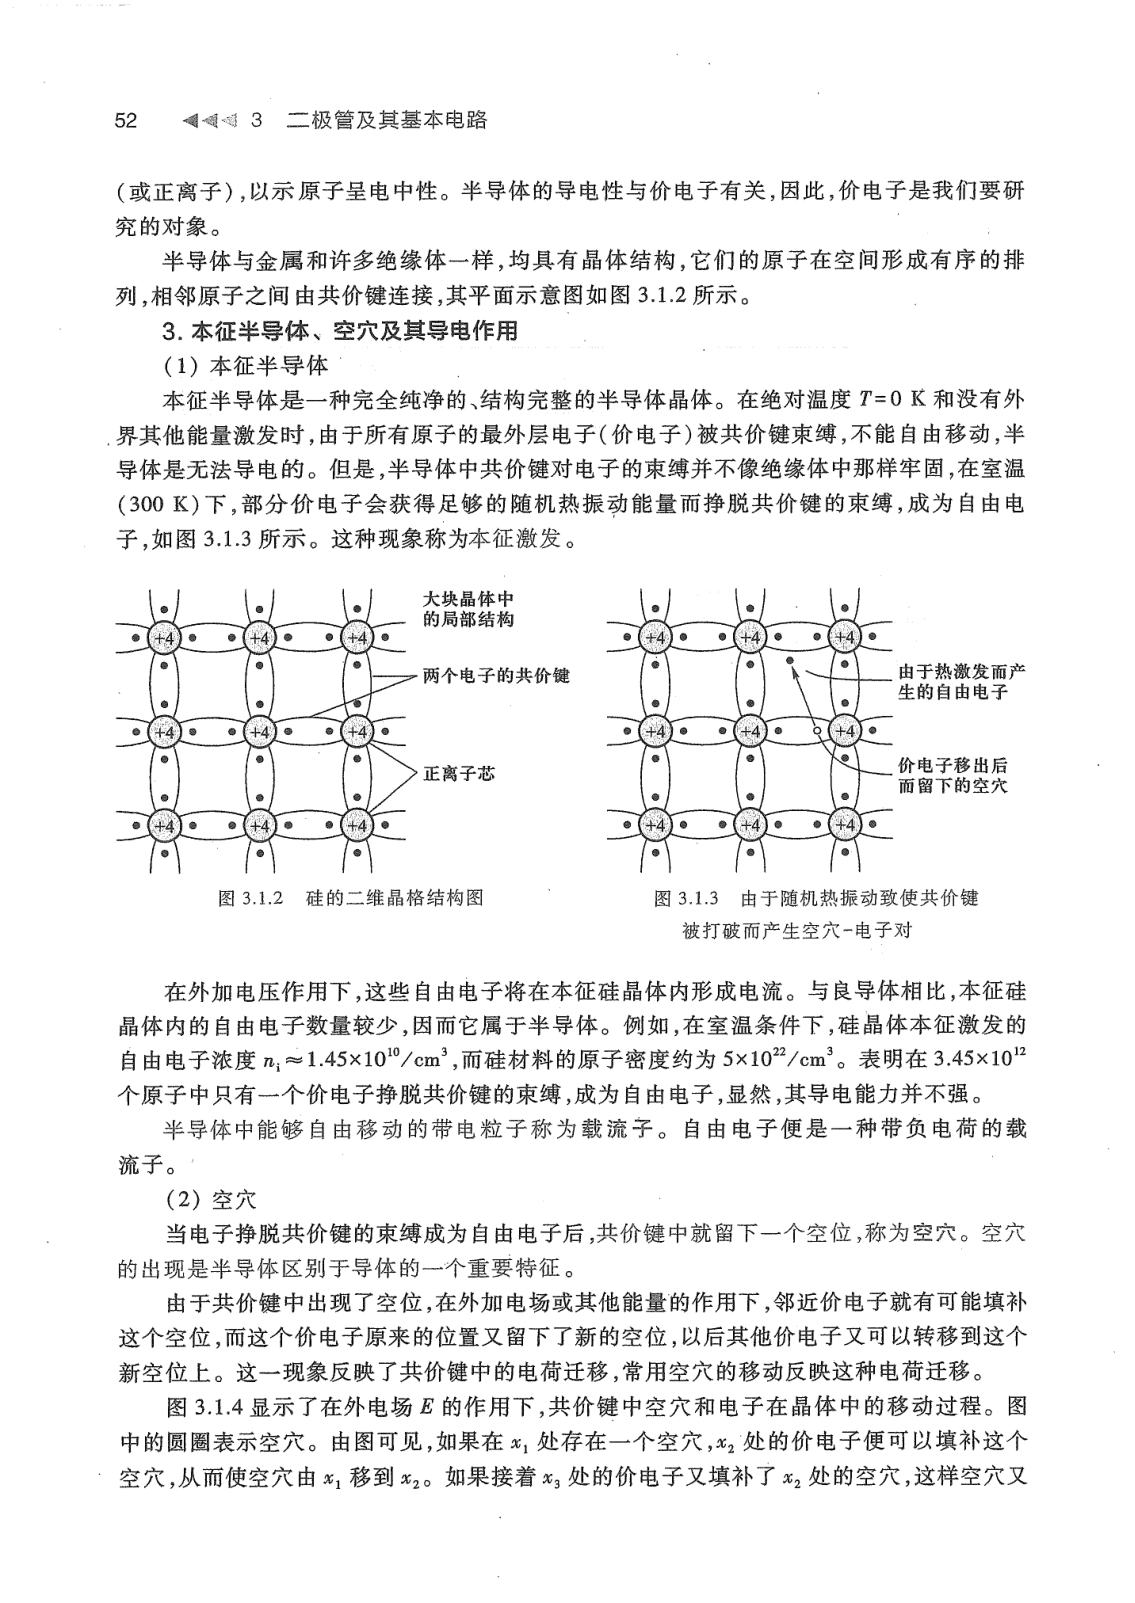 52 3 二极管及其基本电路
(或正离子),以示原子呈电中性。半导体的导电性与价电子有关,因此,价电子是我们要研
究的对象。
半导体与金属和许多绝缘体一样,均具有晶体结构,它们的原子在空间形成有序的排
列,相邻原子之间由共价键连接,其平面示意图如图 3.1.2 所示。
3. 本征半导体、空穴及其导电作用
(1) 本征半导体
本征半导体是一种完全纯净的、结构完整的半导体晶体。在绝对温度 T=0 K 和没有外
界其他能量激发时,由于所有原子的最外层电子(价电子)被共价键束缚,不能自由移动,半
导体是无法导电的。但是,半导体中共价键对电子的束缚并不像绝缘体中那样牢固,在室温
(300 K)下,部分价电子会获得足够的随机热振动能量而挣脱共价键的束缚,成为自由电
子,如图 3.1.3 所示。这种现象称为本征激发。
大块晶体中
的局部结构
+4 +4 +4
两个电子的共价键
+4 +4 +4
正离子芯
+4 +4 +4
图 3.1.2 硅的二维晶格结构图
+4 +4 +4
由于热激发而产
生的自由电子
+4 +4 +4
价电子移出后
而留下的空穴
+4 +4 +4
图 3.1.3 由于随机热振动致使共价键
被打破而产生空穴-电子对
在外加电压作用下,这些自由电子将在本征硅晶体内形成电流。与良导体相比,本征硅
晶体内的自由电子数量较少,因而它属于半导体。例如,在室温条件下,硅晶体本征激发的
自由电子浓度 nᵢ≈1.45×10¹⁰/cm³,而硅材料的原子密度约为 5×10²²/cm³。表明在 3.45×10¹²
个原子中只有一个价电子挣脱共价键的束缚,成为自由电子,显然,其导电能力并不强。
半导体中能够自由移动的带电粒子称为载流子。自由电子便是一种带负电荷的载
流子。
(2) 空穴
当电子挣脱共价键的束缚成为自由电子后,共价键中就留下一个空位,称为空穴。空穴
的出现是半导体区别于导体的一个重要特征。
由于共价键中出现了空位,在外加电场或其他能量的作用下,邻近价电子就有可能填补
这个空位,而这个价电子原来的位置又留下了新的空位,以后其他价电子又可以转移到这个
新空位上。这一现象反映了共价键中的电荷迁移,常用空穴的移动反映这种电荷迁移。
图 3.1.4 显示了在外电场 E 的作用下,共价键中空穴和电子在晶体中的移动过程。图
中的圆圈表示空穴。由图可见,如果在 x₁ 处存在一个空穴,x₂ 处的价电子便可以填补这个
空穴,从而使空穴由 x₁ 移到 x₂。如果接着 x₃ 处的价电子又填补了 x₂ 处的空穴,这样空穴又